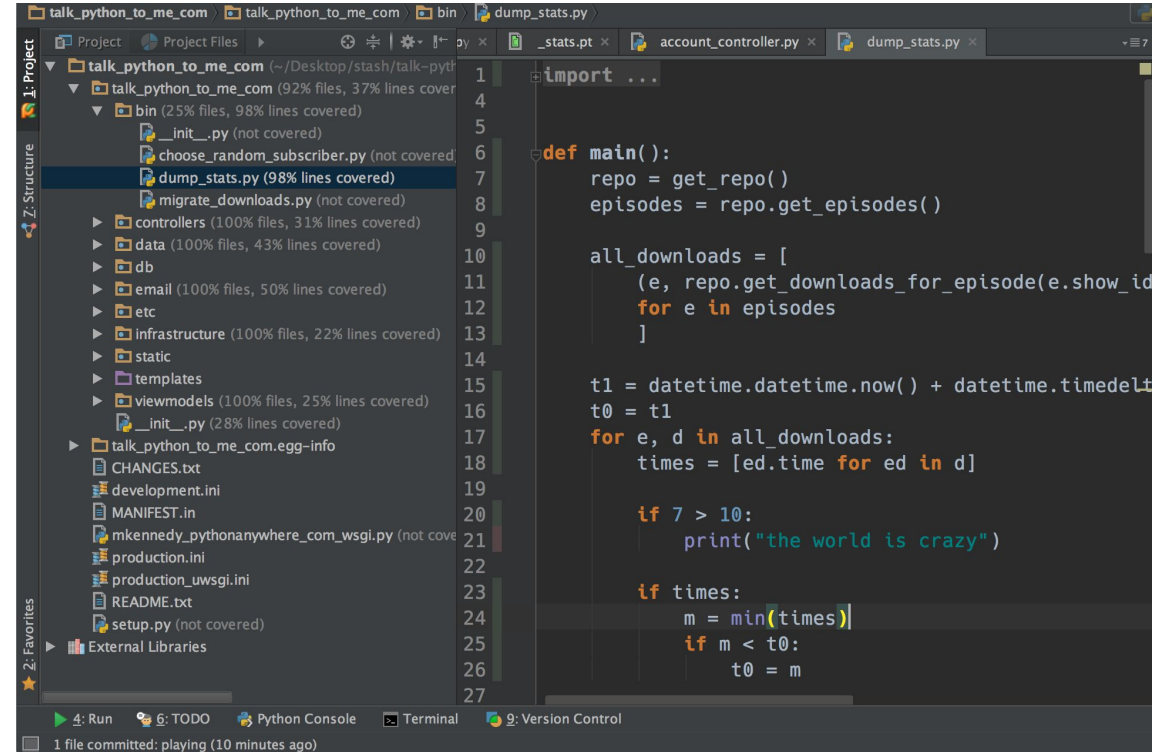 talk_python_to_me_com talk_python_to_me_com bin dump_stats.py
Project Project Files
py _stats.pt account_controller.py dump_stats.py 7
1: Project
Z: Structure
2: Favorites
talk_python_to_me_com (~/Desktop/stash/talk-pyth
talk_python_to_me_com (92% files, 37% lines cover
bin (25% files, 98% lines covered)
__init__.py (not covered)
choose_random_subscriber.py (not covered
dump_stats.py (98% lines covered)
migrate_downloads.py (not covered)
controllers (100% files, 31% lines covered)
data (100% files, 43% lines covered)
db
email (100% files, 50% lines covered)
etc
infrastructure (100% files, 22% lines covered)
static
templates
viewmodels (100% files, 25% lines covered)
__init__.py (28% lines covered)
talk_python_to_me_com.egg-info
CHANGES.txt
development.ini
MANIFEST.in
mkennedy_pythonanywhere_com_wsgi.py (not cove
production.ini
production_uwsgi.ini
README.txt
setup.py (not covered)
External Libraries
1 import ...
4
5
6 def main():
7 repo = get_repo()
8 episodes = repo.get_episodes()
9
10 all_downloads = [
11 (e, repo.get_downloads_for_episode(e.show_id
12 for e in episodes
13 ]
14
15 t1 = datetime.datetime.now() + datetime.timedelt
16 t0 = t1
17 for e, d in all_downloads:
18 times = [ed.time for ed in d]
19
20 if 7 > 10:
21 print("the world is crazy")
22
23 if times:
24 m = min(times)
25 if m < t0:
26 t0 = m
27
4: Run 6: TODO Python Console Terminal 9: Version Control
1 file committed: playing (10 minutes ago)